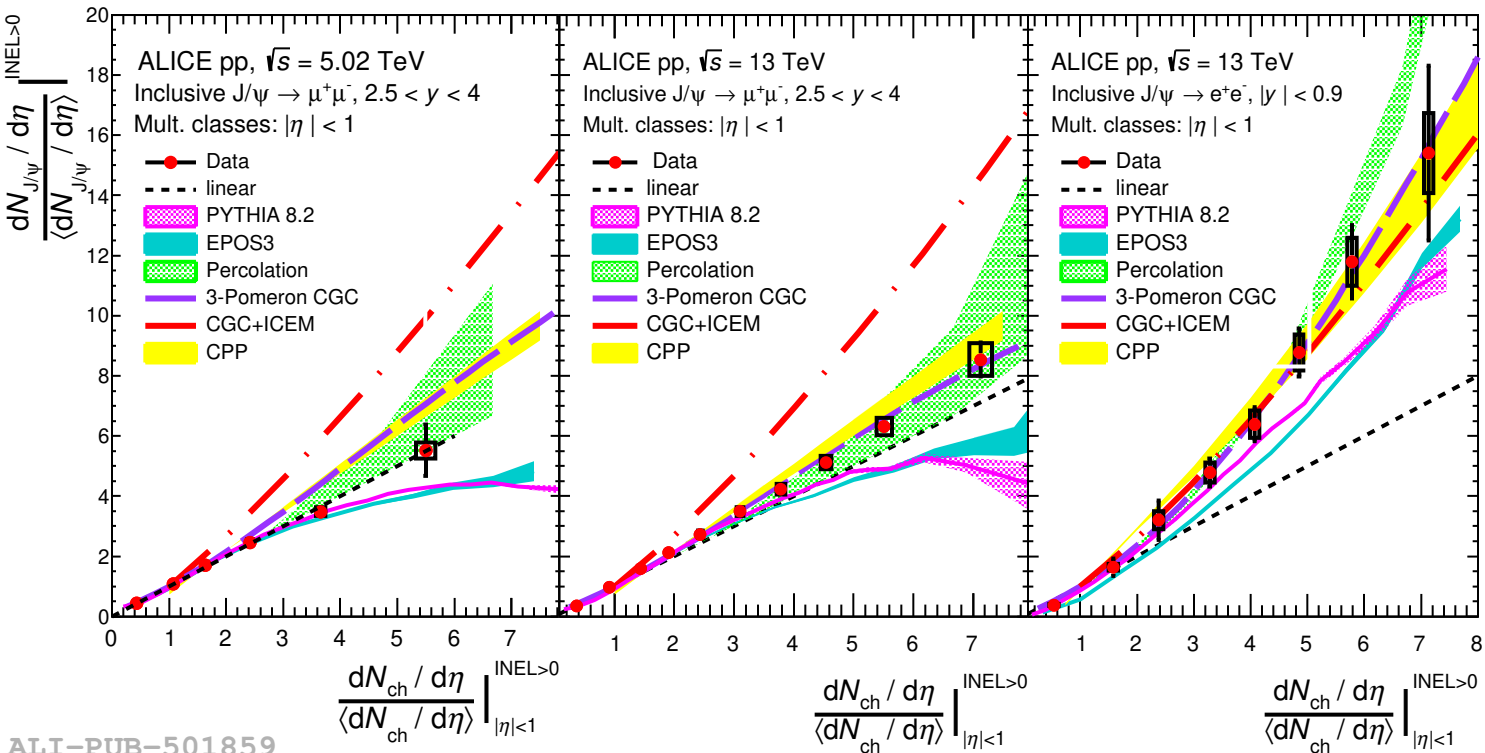 dN_J/ψ / dη
⟨dN_J/ψ / dη⟩
INEL>0
20
18
16
14
12
10
8
6
4
2
0
ALICE pp, √s = 5.02 TeV
Inclusive J/ψ → μ⁺μ⁻, 2.5 < y < 4
Mult. classes: |η| < 1
Data
linear
PYTHIA 8.2
EPOS3
Percolation
3-Pomeron CGC
CGC+ICEM
CPP
0 1 2 3 4 5 6 7
dN_ch / dη
⟨dN_ch / dη⟩
INEL>0
|η|<1
ALICE pp, √s = 13 TeV
Inclusive J/ψ → μ⁺μ⁻, 2.5 < y < 4
Mult. classes: |η| < 1
Data
linear
PYTHIA 8.2
EPOS3
Percolation
3-Pomeron CGC
CGC+ICEM
CPP
1 2 3 4 5 6 7
dN_ch / dη
⟨dN_ch / dη⟩
INEL>0
|η|<1
ALICE pp, √s = 13 TeV
Inclusive J/ψ → e⁺e⁻, |y| < 0.9
Mult. classes: |η| < 1
Data
linear
PYTHIA 8.2
EPOS3
Percolation
3-Pomeron CGC
CGC+ICEM
CPP
1 2 3 4 5 6 7 8
dN_ch / dη
⟨dN_ch / dη⟩
INEL>0
|η|<1
ALI-PUB-501859